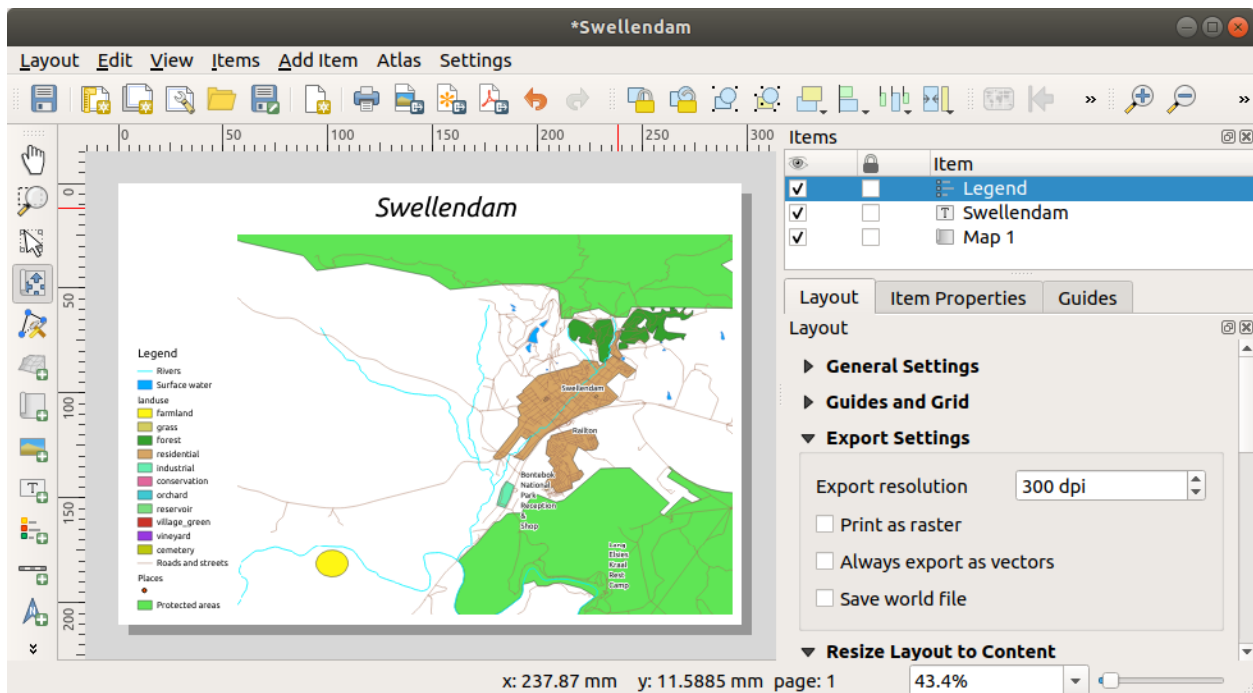 *Swellendam
Layout Edit View Items Add Item Atlas Settings
0 50 100 150 200 250 300
0
50
100
150
200
Swellendam
Legend
Rivers
Surface water
landuse
farmland
grass
forest
residential
industrial
conservation
orchard
reservoir
village_green
vineyard
cemetery
Roads and streets
Places
Protected areas
Swellendam
Railton
Bontebok
National
Park
Reception
&
Shop
Lang
Elsies
Kraal
Rest
Camp
Items
Item
Legend
Swellendam
Map 1
Layout Item Properties Guides
Layout
General Settings
Guides and Grid
Export Settings
Export resolution 300 dpi
Print as raster
Always export as vectors
Save world file
Resize Layout to Content
x: 237.87 mm y: 11.5885 mm page: 1 43.4%